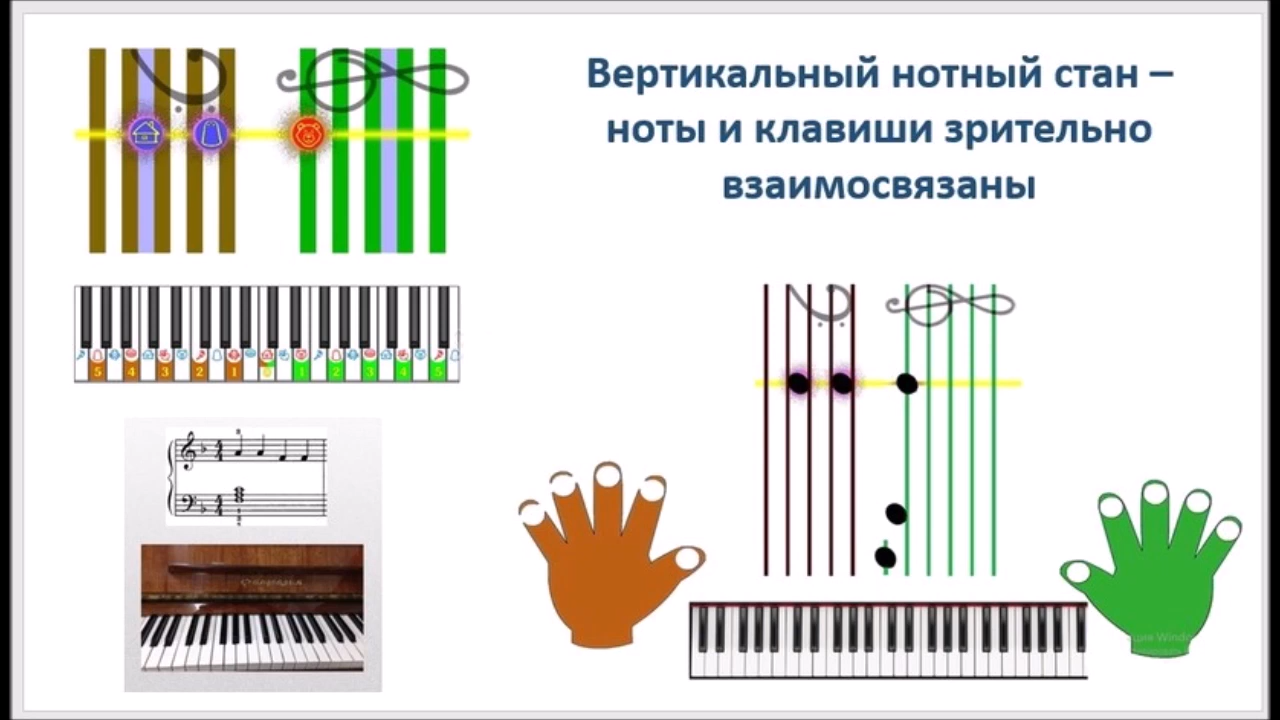 Вертикальный нотный стан –
ноты и клавиши зрительно
взаимосвязаны
5 4 3 2 1 1 2 3 4 5